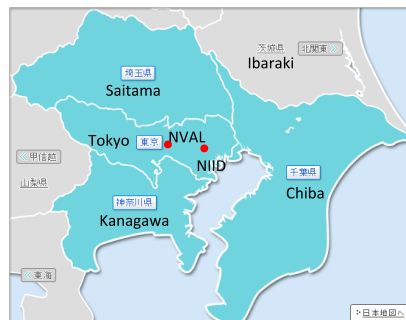 茨城県
北関東
Ibaraki
埼玉県
Saitama
Tokyo
東京
NVAL
NIID
甲信越
山梨県
千葉県
Chiba
神奈川県
Kanagawa
東海
>日本地図へ